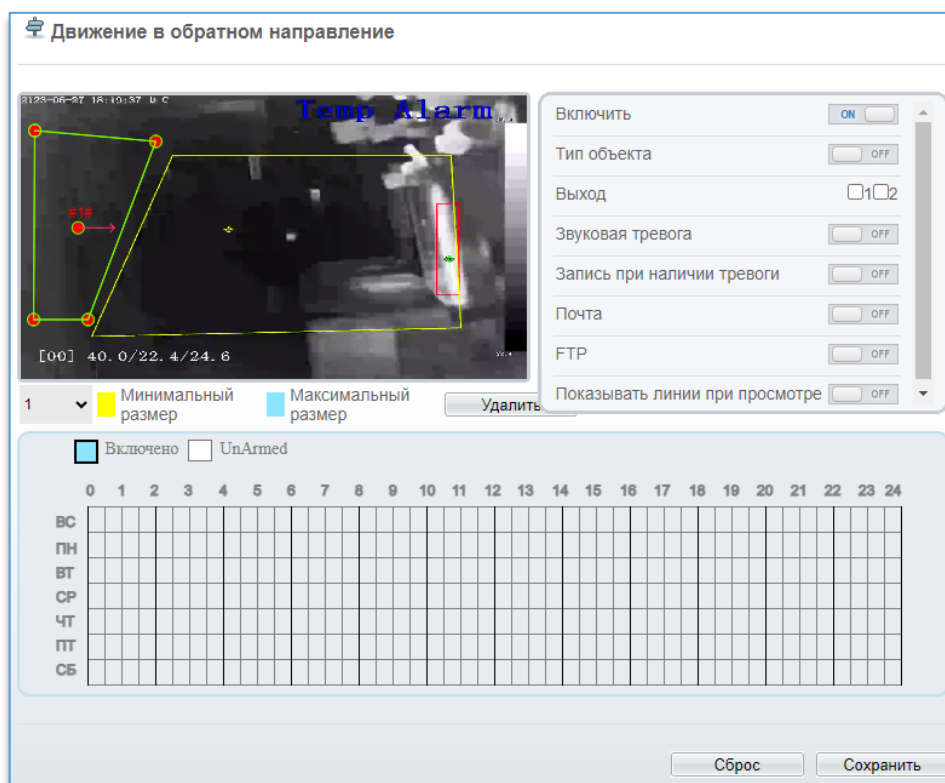 Движение в обратном направление
2123-06-27 18:19:37
Temp Alarm
#1#
[00] 40.0/22.4/24.6
Включить ON
Тип объекта OFF
Выход 1 2
Звуковая тревога OFF
Запись при наличии тревоги OFF
Почта OFF
FTP OFF
Показывать линии при просмотре OFF
1
Минимальный
размер
Максимальный
размер
Удалить
Включено UnArmed
0 1 2 3 4 5 6 7 8 9 10 11 12 13 14 15 16 17 18 19 20 21 22 23 24
ВС
ПН
ВТ
СР
ЧТ
ПТ
СБ
Сброс Сохранить